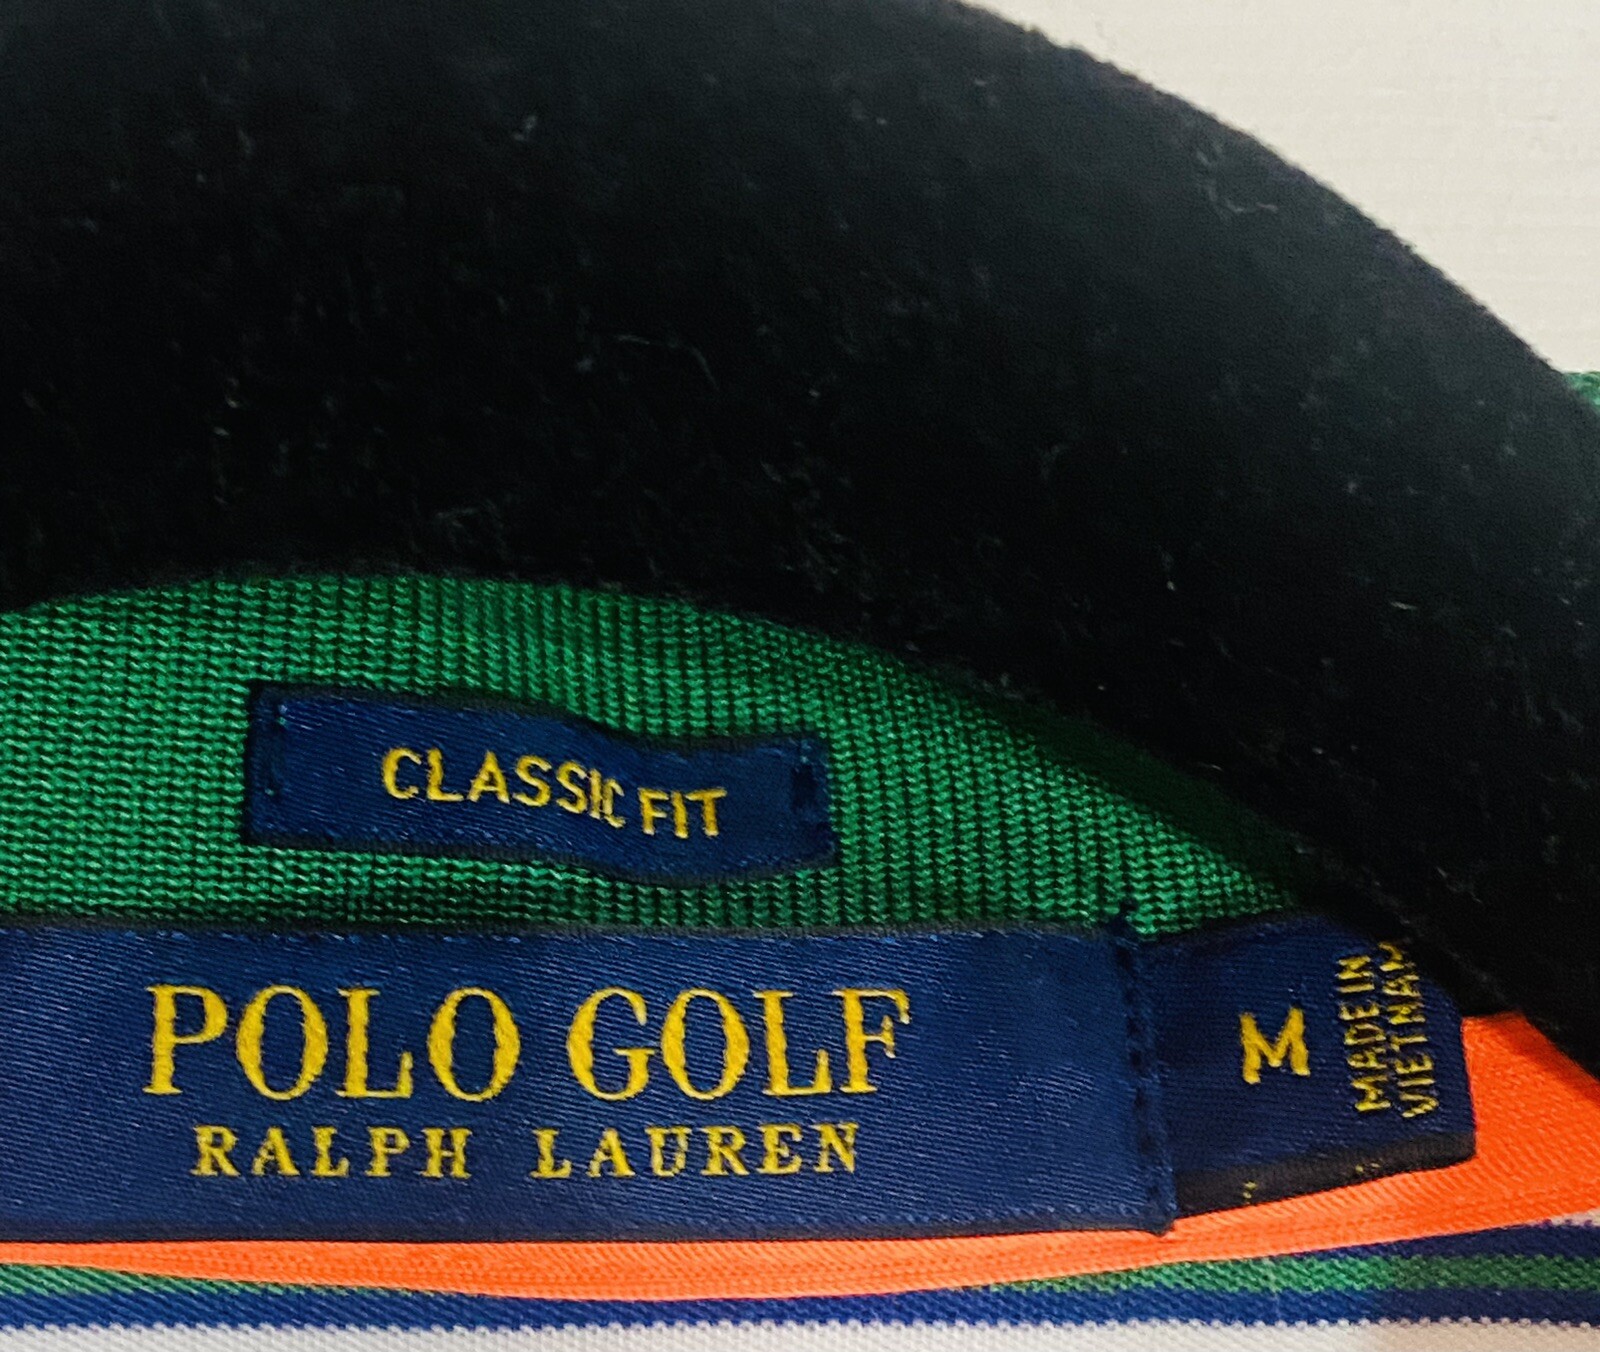 CLASSIC FIT
POLO GOLF
RALPH LAUREN
M
MADE IN
VIETNAM